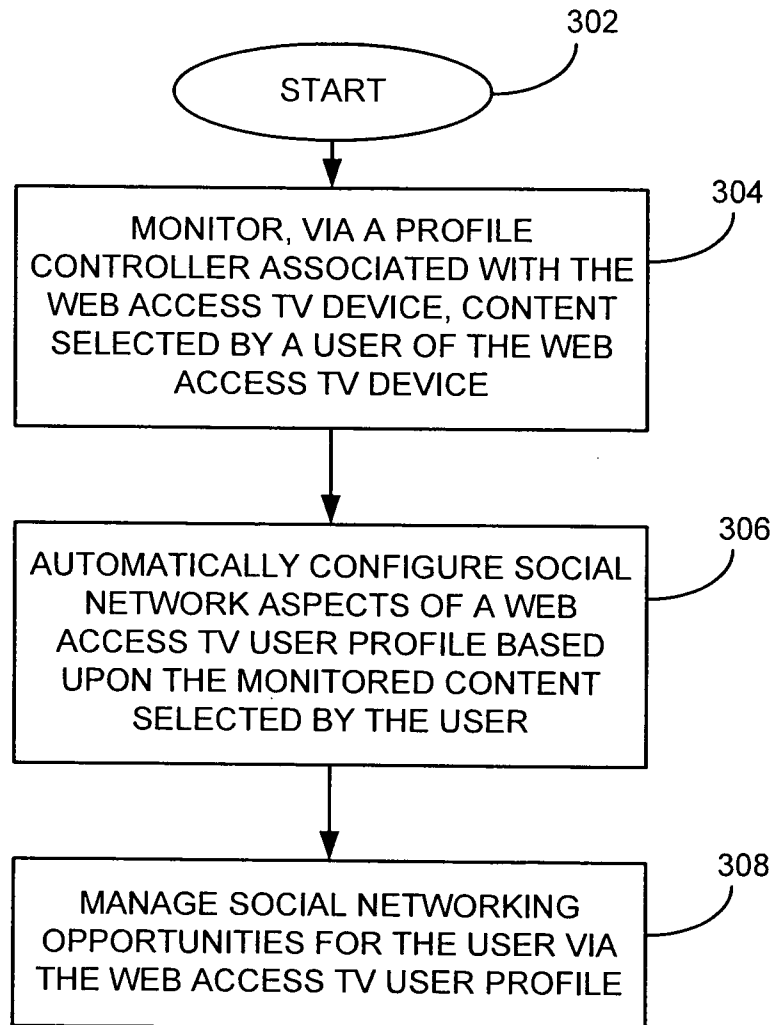 302
START
304
MONITOR, VIA A PROFILE
CONTROLLER ASSOCIATED WITH THE
WEB ACCESS TV DEVICE, CONTENT
SELECTED BY A USER OF THE WEB
ACCESS TV DEVICE
306
AUTOMATICALLY CONFIGURE SOCIAL
NETWORK ASPECTS OF A WEB
ACCESS TV USER PROFILE BASED
UPON THE MONITORED CONTENT
SELECTED BY THE USER
308
MANAGE SOCIAL NETWORKING
OPPORTUNITIES FOR THE USER VIA
THE WEB ACCESS TV USER PROFILE